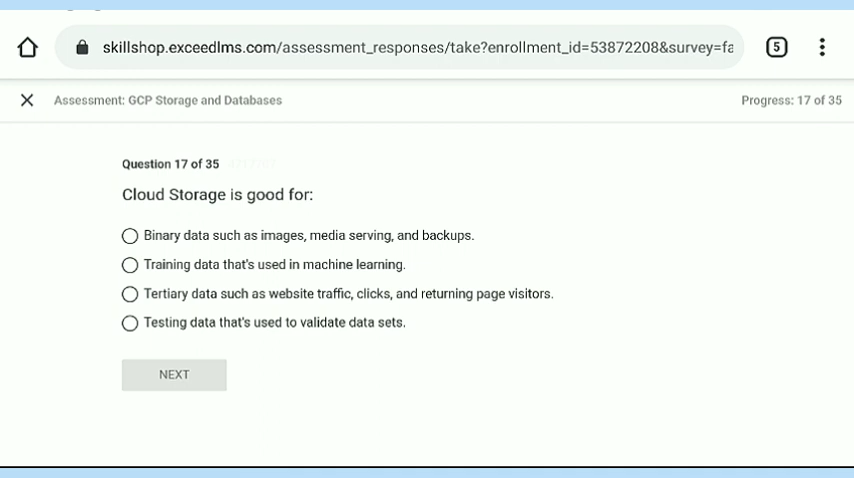 skillshop.exceedlms.com/assessment_responses/take?enrollment_id=53872208&survey=fa
5
Assessment: GCP Storage and Databases
Progress: 17 of 35
Question 17 of 35
Cloud Storage is good for:
Binary data such as images, media serving, and backups.
Training data that's used in machine learning.
Tertiary data such as website traffic, clicks, and returning page visitors.
Testing data that's used to validate data sets.
NEXT